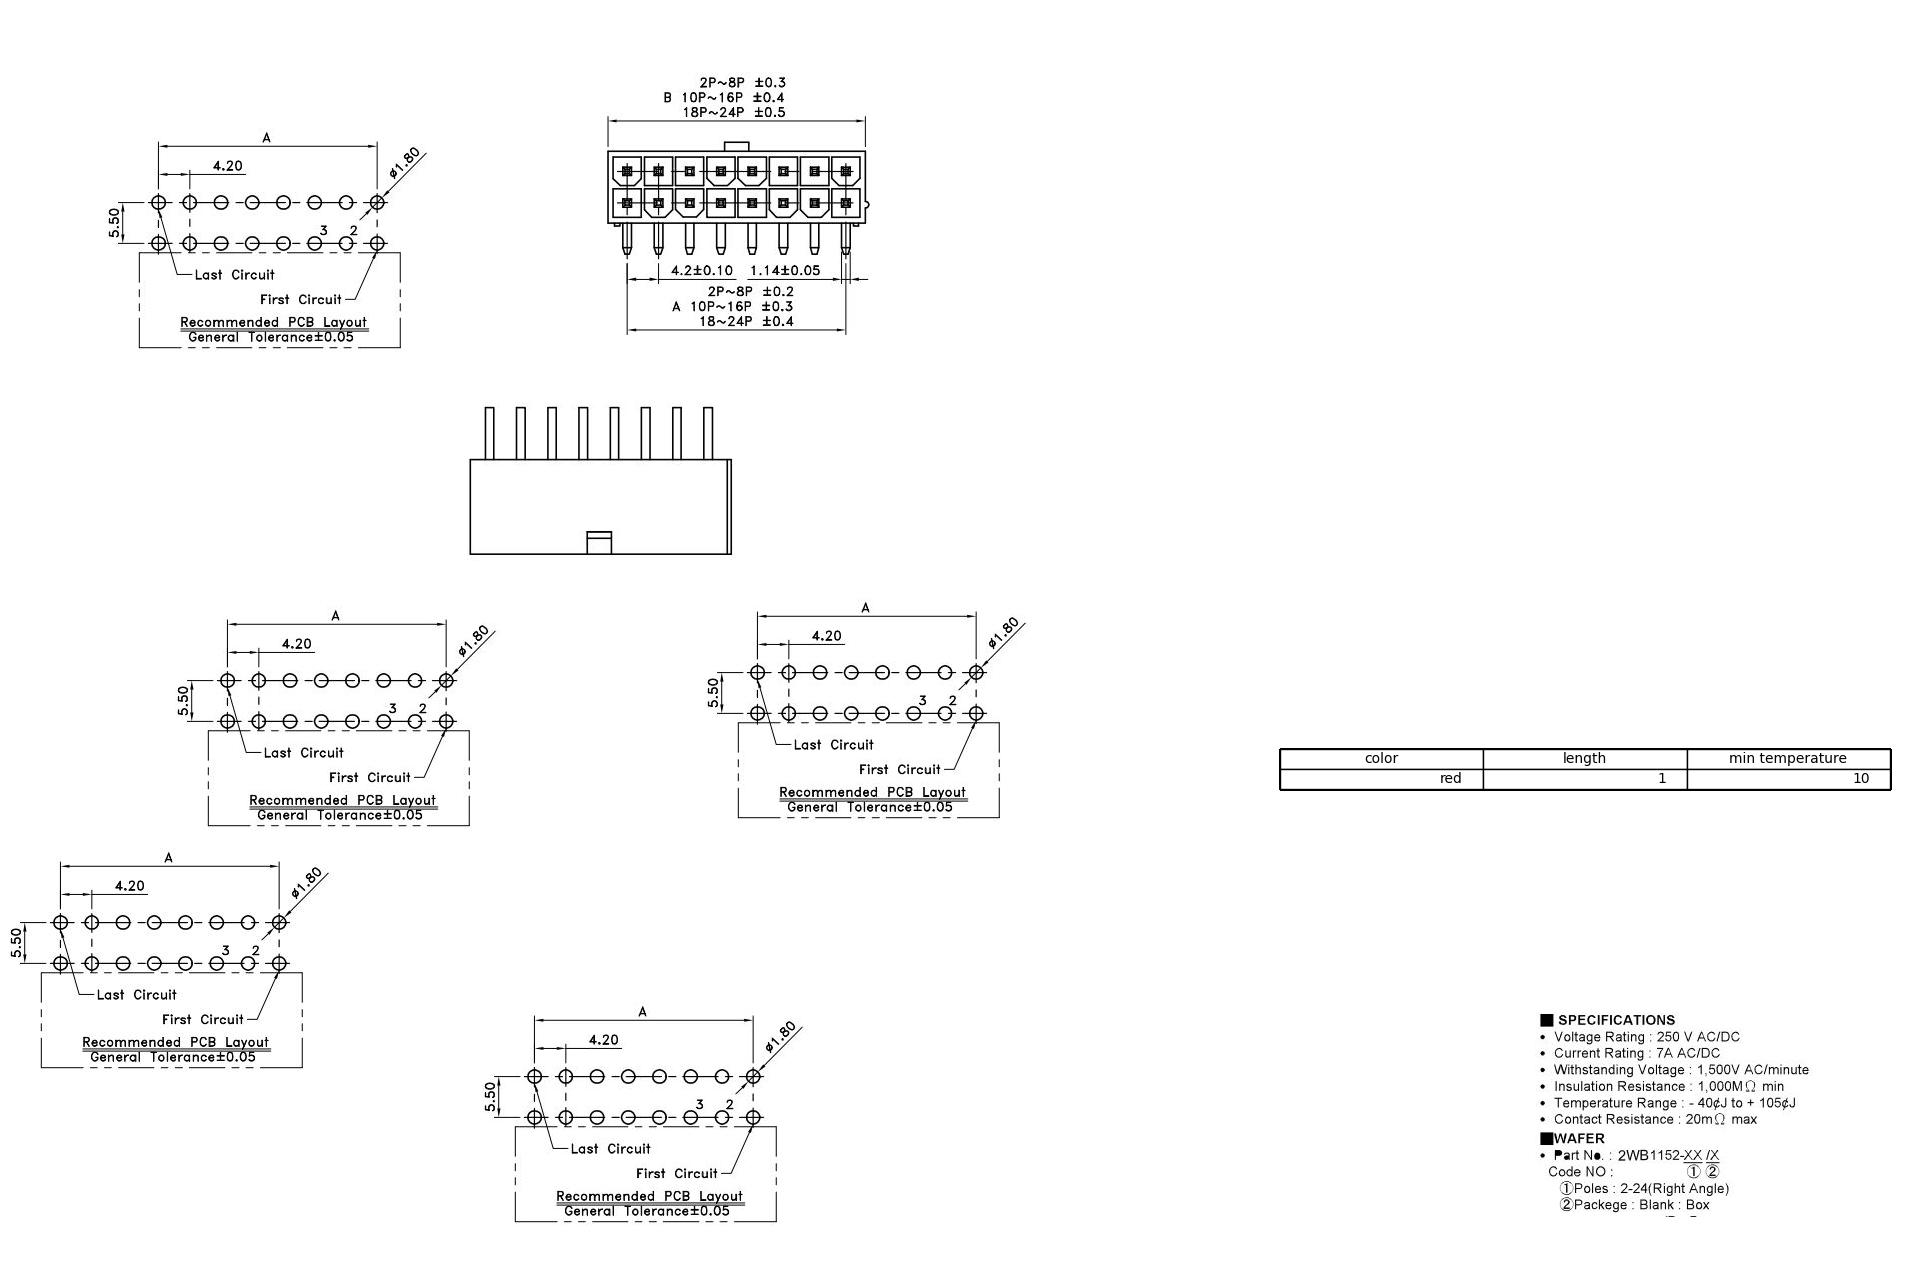 2P~8P ±0.3
B 10P~16P ±0.4
18P~24P ±0.5
A
4.20
ø1.80
5.50
3 2
Last Circuit
First Circuit
Recommended PCB Layout
General Tolerance±0.05
4.2±0.10 1.14±0.05
2P~8P ±0.2
A 10P~16P ±0.3
18~24P ±0.4
A
4.20
ø1.80
5.50
3 2
Last Circuit
First Circuit
Recommended PCB Layout
General Tolerance±0.05
A
4.20
ø1.80
5.50
3 2
Last Circuit
First Circuit
Recommended PCB Layout
General Tolerance±0.05
color length min temperature
red 1 10
A
4.20
ø1.80
5.50
3 2
Last Circuit
First Circuit
Recommended PCB Layout
General Tolerance±0.05
A
4.20
ø1.80
5.50
3 2
Last Circuit
First Circuit
Recommended PCB Layout
General Tolerance±0.05
■ SPECIFICATIONS
• Voltage Rating : 250 V AC/DC
• Current Rating : 7A AC/DC
• Withstanding Voltage : 1,500V AC/minute
• Insulation Resistance : 1,000MΩ min
• Temperature Range : - 40¢J to + 105¢J
• Contact Resistance : 20mΩ max
■WAFER
• Part No. : 2WB1152-XX /X
Code NO : ① ②
①Poles : 2-24(Right Angle)
②Packege : Blank : Box